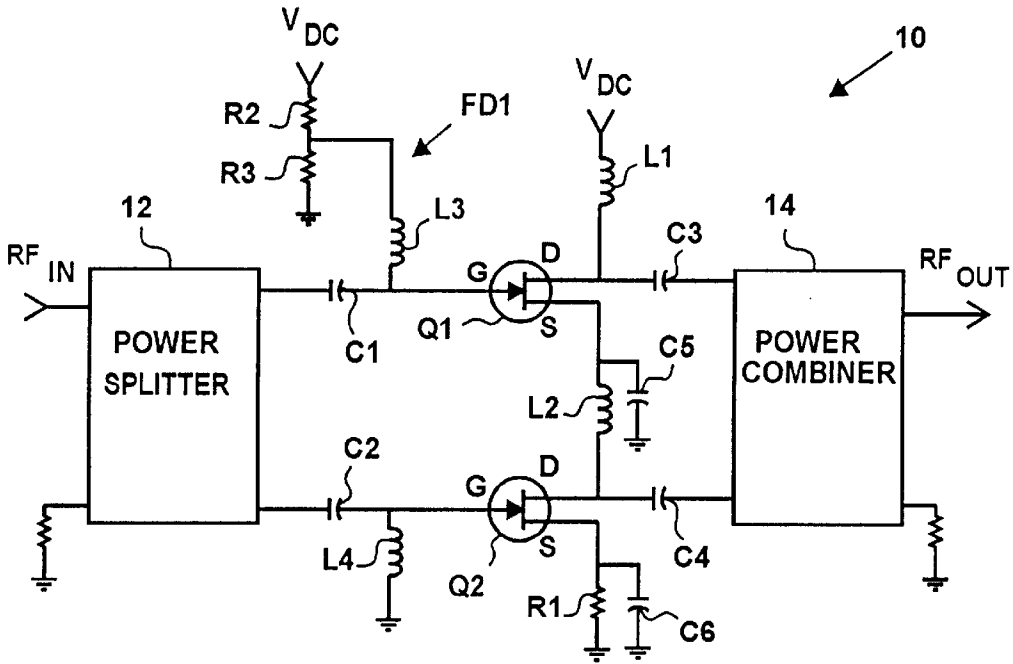 V DC
10
V DC
R2
FD1
R3
L1
12
L3
14
C3
RF IN
D
RF OUT
G
POWER
SPLITTER
C1
Q1
S
POWER
COMBINER
C5
L2
C2
D
G
S
C4
L4
Q2
R1
C6